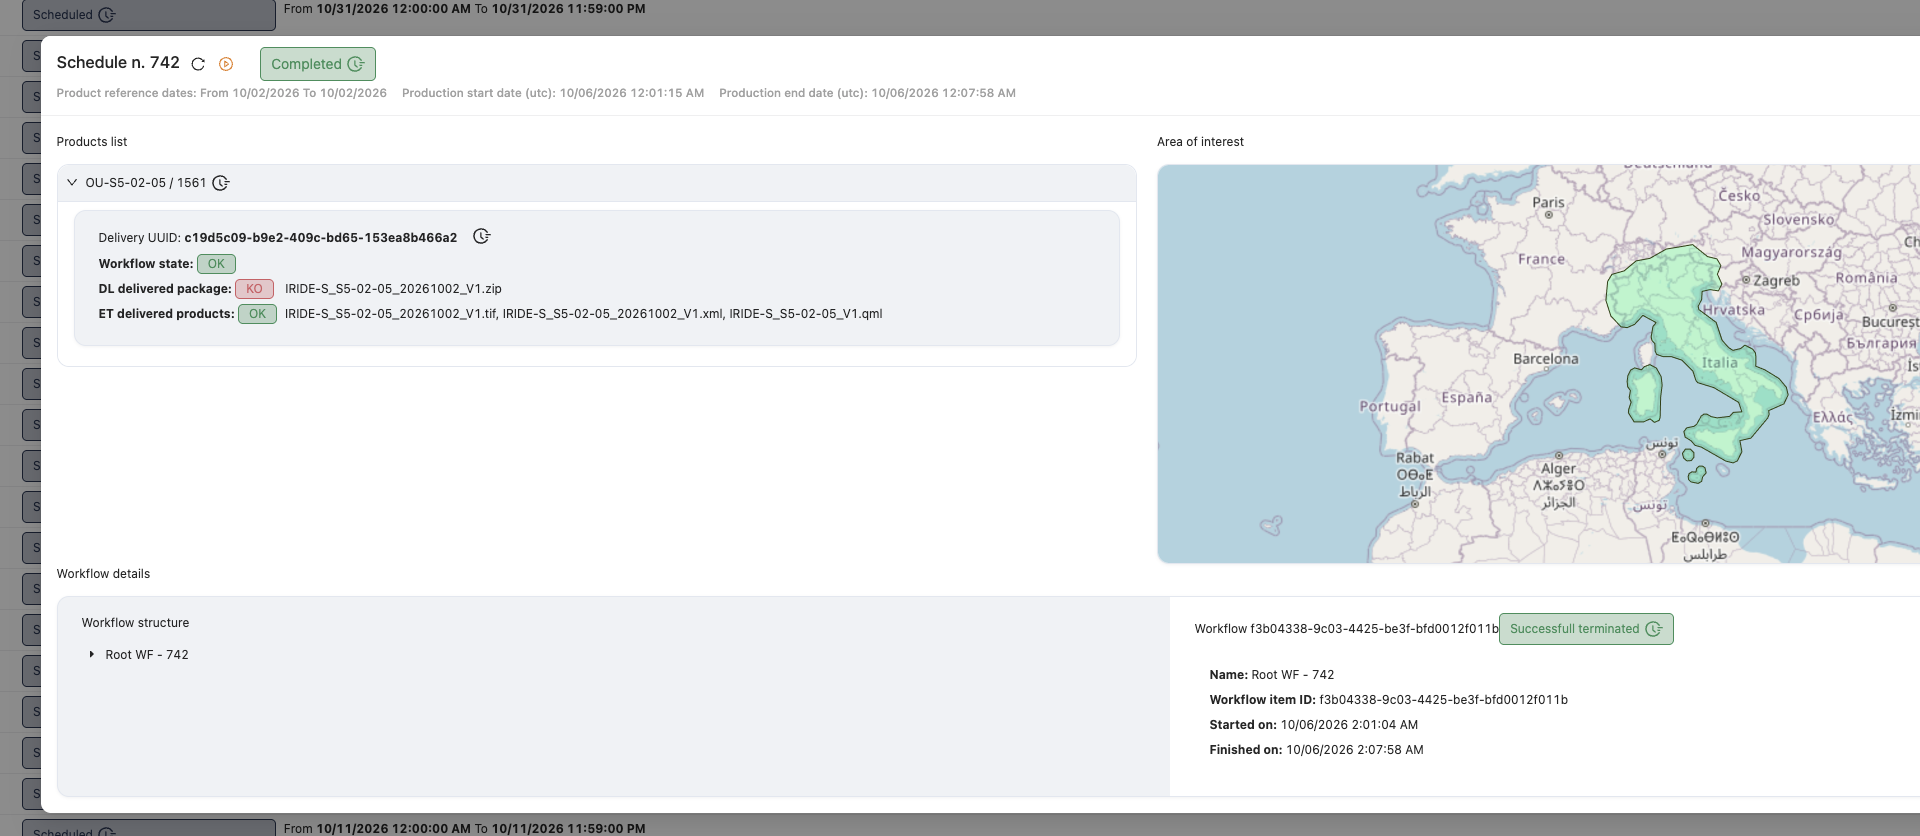 Scheduled
From 10/31/2026 12:00:00 AM To 10/31/2026 11:59:00 PM
Schedule n. 742
Completed
Product reference dates: From 10/02/2026 To 10/02/2026 Production start date (utc): 10/06/2026 12:01:15 AM Production end date (utc): 10/06/2026 12:07:58 AM
Products list
OU-S5-02-05 / 1561
Delivery UUID: c19d5c09-b9e2-409c-bd65-153ea8b466a2
Workflow state: OK
DL delivered package: KO IRIDE-S_S5-02-05_20261002_V1.zip
ET delivered products: OK IRIDE-S_S5-02-05_20261002_V1.tif, IRIDE-S_S5-02-05_20261002_V1.xml, IRIDE-S_S5-02-05_V1.qml
Area of interest
Deutschland
Paris
Česko
Slovensko
France
Magyarország
Zagreb
România
Hrvatska
Србија
București
България
Barcelona
Italia
Portugal
España
Ελλάς
İzmi
تونس
Rabat
ⵔⴱⴰⵟ
الرباط
Alger
الجزائر
تونس
طرابلس
Workflow details
Workflow structure
Root WF - 742
Workflow f3b04338-9c03-4425-be3f-bfd0012f011b
Successfull terminated
Name: Root WF - 742
Workflow item ID: f3b04338-9c03-4425-be3f-bfd0012f011b
Started on: 10/06/2026 2:01:04 AM
Finished on: 10/06/2026 2:07:58 AM
Scheduled
From 10/11/2026 12:00:00 AM To 10/11/2026 11:59:00 PM